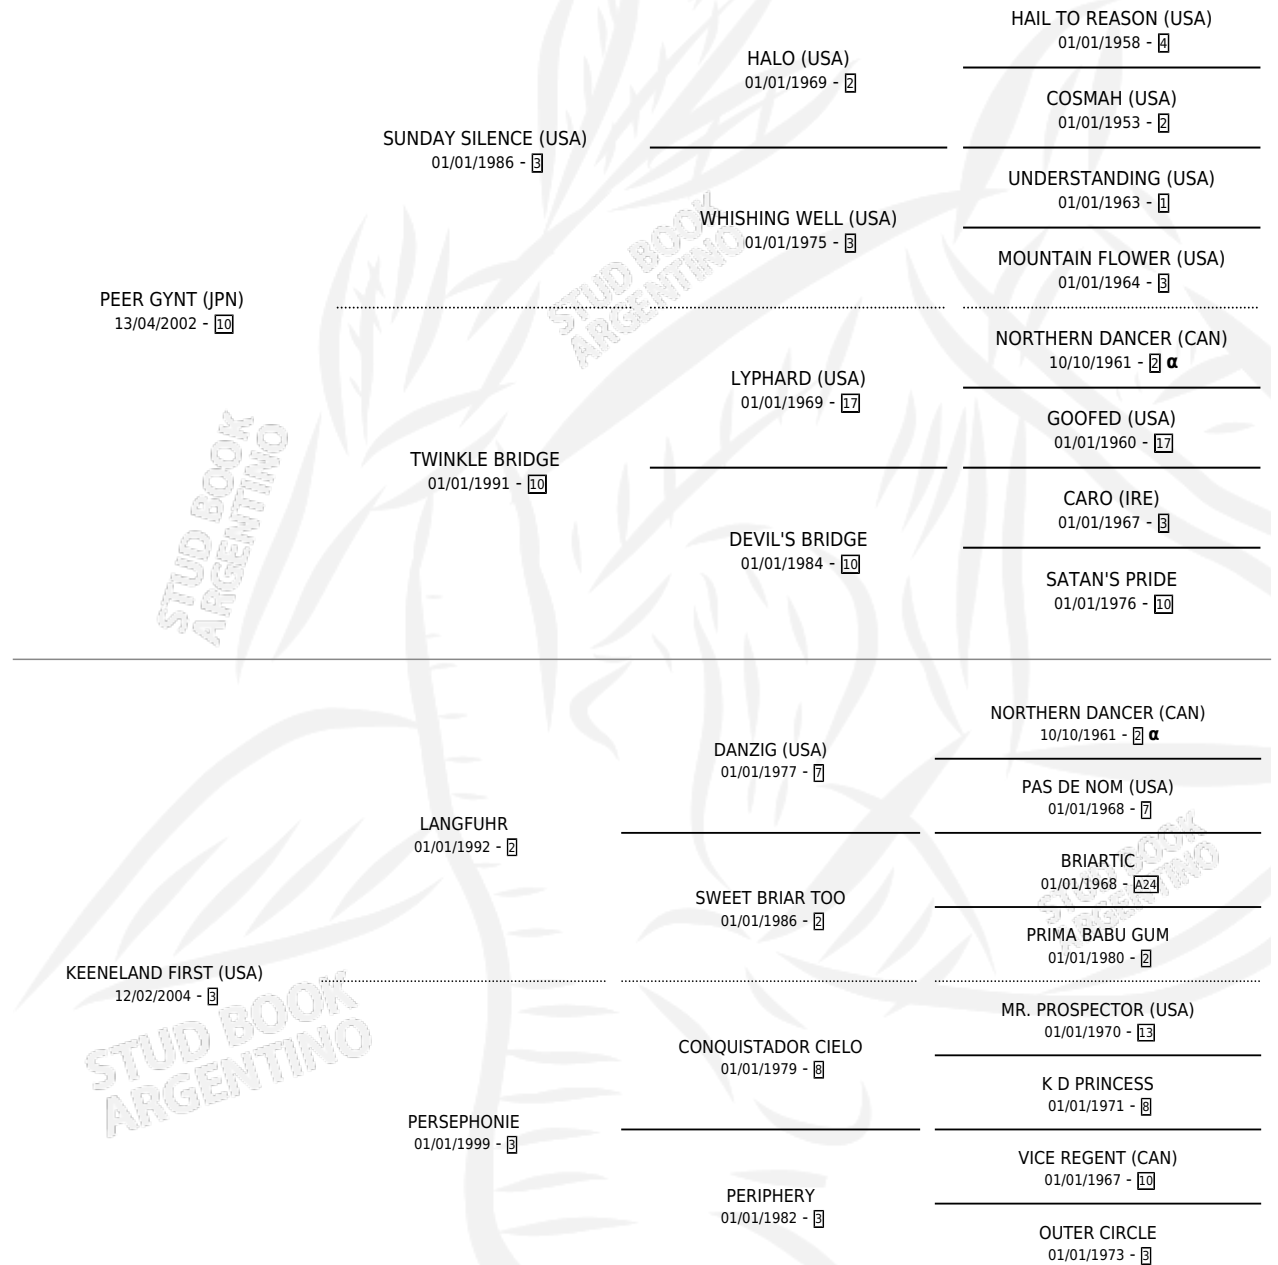 HAIL TO REASON (USA)
01/01/1958 - 4
HALO (USA)
01/01/1969 - 2
COSMAH (USA)
01/01/1953 - 2
SUNDAY SILENCE (USA)
01/01/1986 - 3
UNDERSTANDING (USA)
01/01/1963 - 1
WHISHING WELL (USA)
01/01/1975 - 3
MOUNTAIN FLOWER (USA)
01/01/1964 - 3
PEER GYNT (JPN)
13/04/2002 - 10
NORTHERN DANCER (CAN)
10/10/1961 - 2 α
LYPHARD (USA)
01/01/1969 - 17
GOOFED (USA)
01/01/1960 - 17
TWINKLE BRIDGE
01/01/1991 - 10
CARO (IRE)
01/01/1967 - 3
DEVIL'S BRIDGE
01/01/1984 - 10
SATAN'S PRIDE
01/01/1976 - 10
NORTHERN DANCER (CAN)
10/10/1961 - 2 α
DANZIG (USA)
01/01/1977 - 7
PAS DE NOM (USA)
01/01/1968 - 7
LANGFUHR
01/01/1992 - 2
BRIARTIC
01/01/1968 - A24
SWEET BRIAR TOO
01/01/1986 - 2
PRIMA BABU GUM
01/01/1980 - 2
KEENELAND FIRST (USA)
12/02/2004 - 3
MR. PROSPECTOR (USA)
01/01/1970 - 13
CONQUISTADOR CIELO
01/01/1979 - 8
K D PRINCESS
01/01/1971 - 8
PERSEPHONIE
01/01/1999 - 3
VICE REGENT (CAN)
01/01/1967 - 10
PERIPHERY
01/01/1982 - 3
OUTER CIRCLE
01/01/1973 - 3
STUD BOOK
ARGENTINO
STUD BOOK
ARGENTINO
STUD BOOK
ARGENTINO
STUD BOOK
ARGENTINO